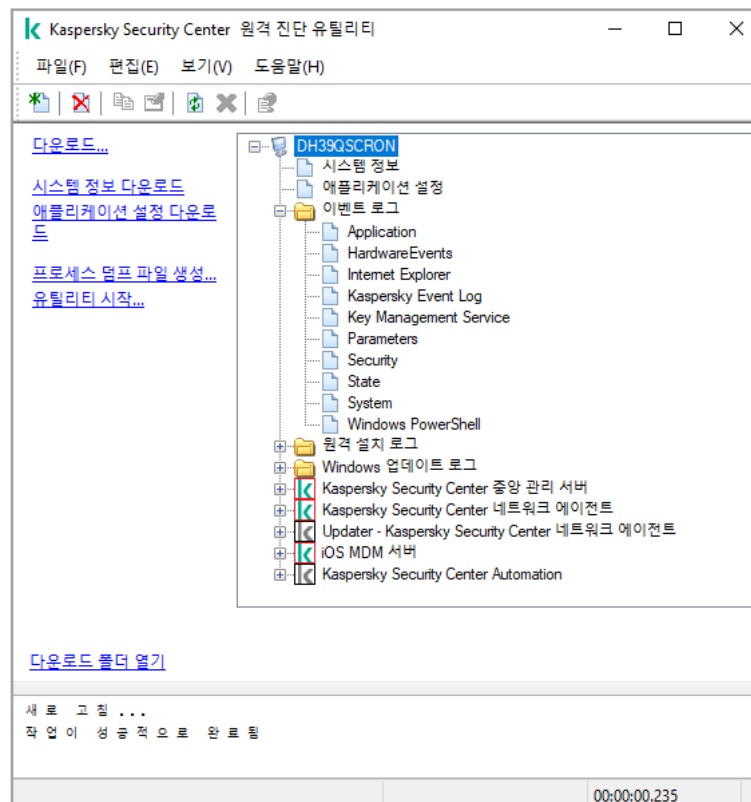 Kaspersky Security Center 원격 진단 유틸리티
파일(F) 편집(E) 보기(V) 도움말(H)
다운로드...
시스템 정보 다운로드
애플리케이션 설정 다운로
드
프로세스 덤프 파일 생성...
유틸리티 시작...
DH39QSCRON
시스템 정보
애플리케이션 설정
이벤트 로그
Application
HardwareEvents
Internet Explorer
Kaspersky Event Log
Key Management Service
Parameters
Security
State
System
Windows PowerShell
원격 설치 로그
Windows 업데이트 로그
Kaspersky Security Center 중앙 관리 서버
Kaspersky Security Center 네트워크 에이전트
Updater - Kaspersky Security Center 네트워크 에이전트
iOS MDM 서버
Kaspersky Security Center Automation
다운로드 폴더 열기
새로 고침...
작업이 성공적으로 완료됨
00:00:00.235